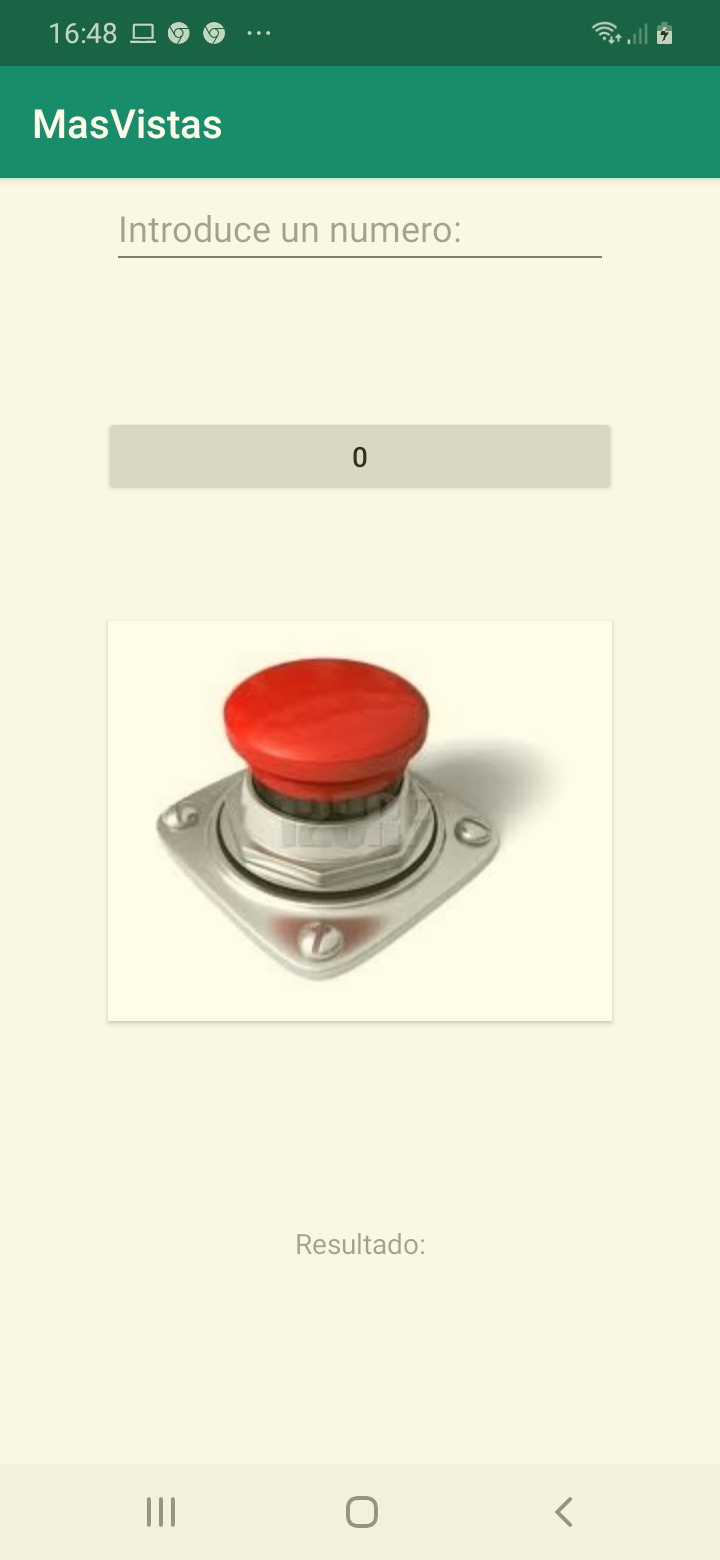 16:48
MasVistas
Introduce un numero:
0
Resultado: